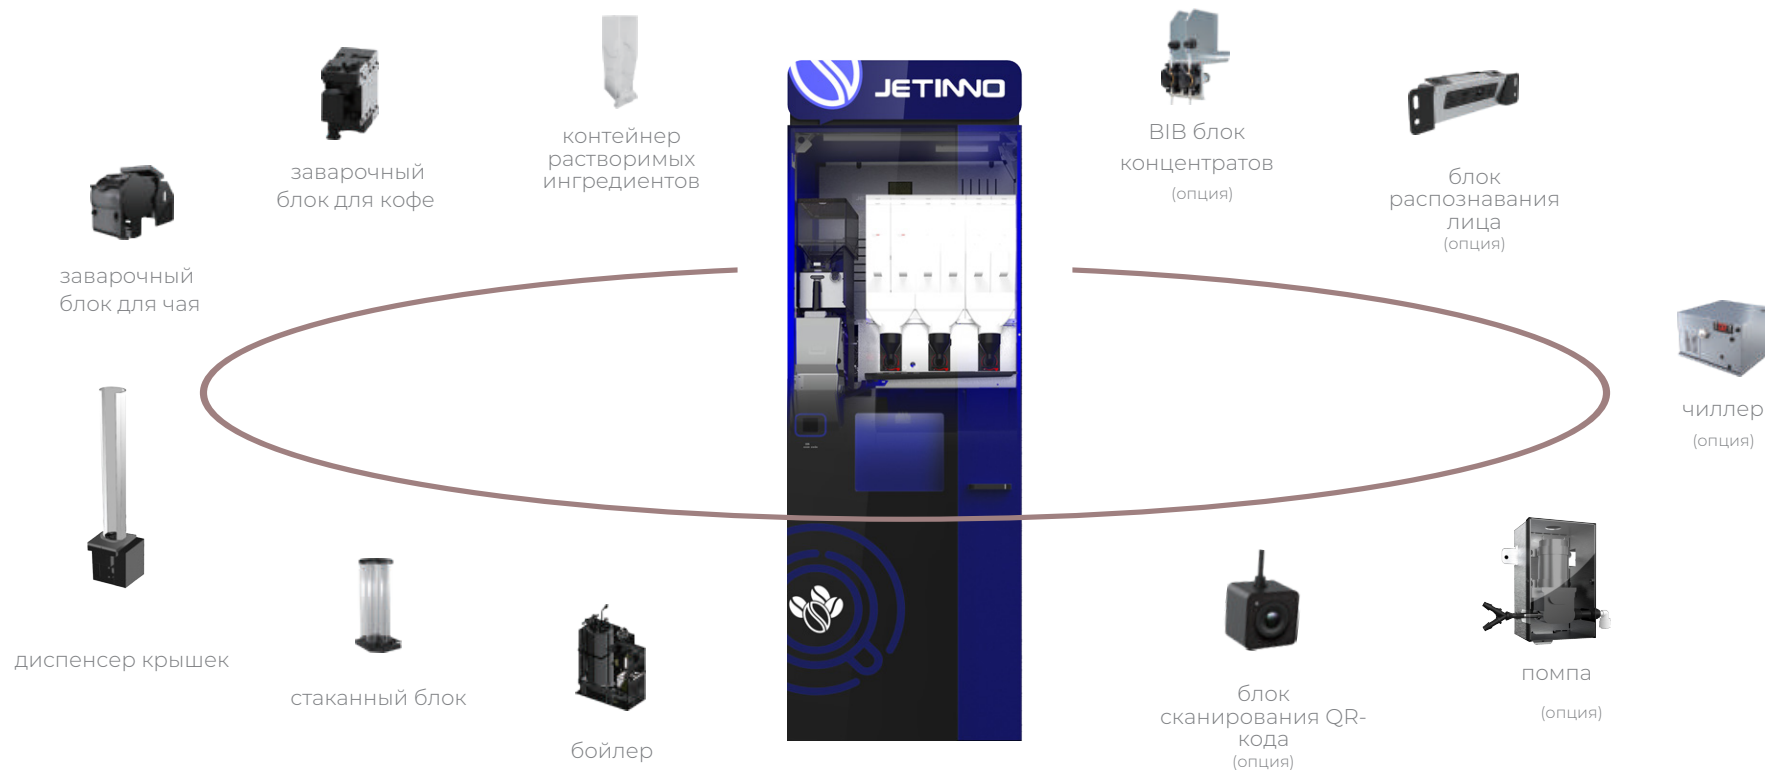 JETINNO
контейнер
растворимых
ингредиентов
BIB блок
концентратов
(опция)
заварочный
блок для кофе
блок
распознавания
лица
(опция)
заварочный
блок для чая
чиллер
(опция)
диспенсер крышек
стаканный блок
бойлер
блок
сканирования QR-
кода
(опция)
помпа
(опция)